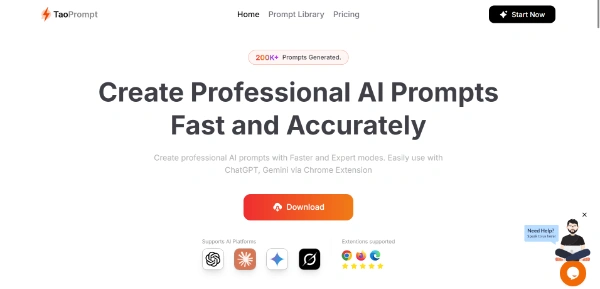 TaoPrompt
Home Prompt Library Pricing
Start Now
200K+ Prompts Generated.
Create Professional AI Prompts
Fast and Accurately
Create professional AI prompts with Faster and Expert modes. Easily use with
ChatGPT, Gemini via Chrome Extension
Download
Supports AI Platforms
Extensions supported
Need Help?